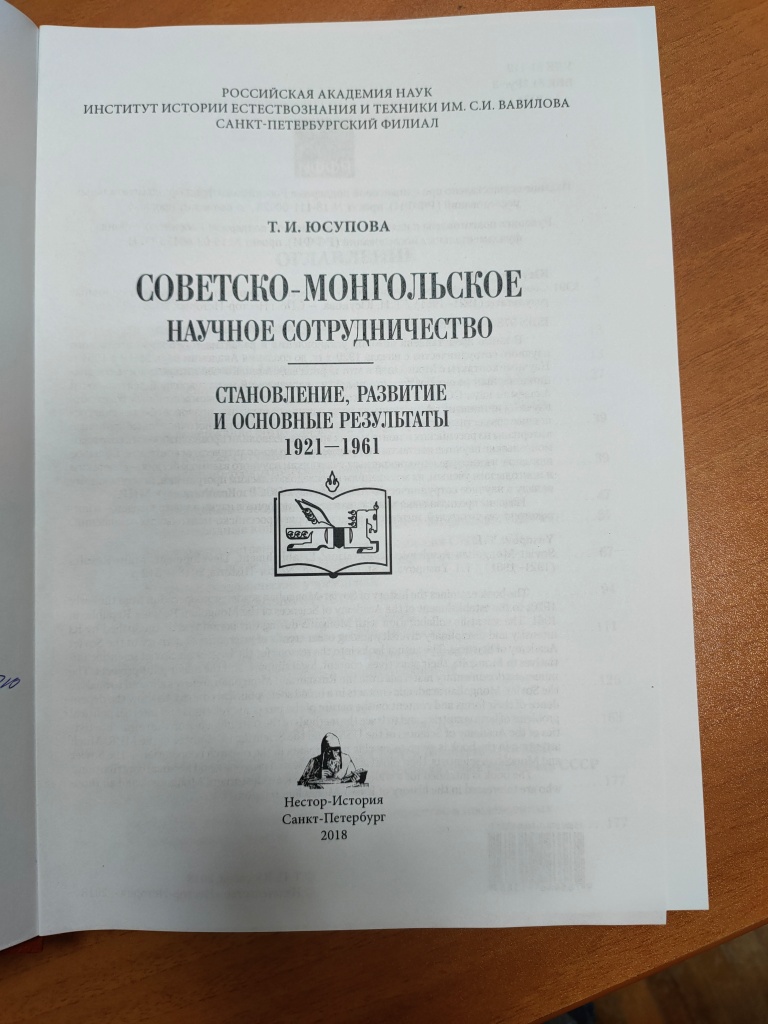 РОССИЙСКАЯ АКАДЕМИЯ НАУК
ИНСТИТУТ ИСТОРИИ ЕСТЕСТВОЗНАНИЯ И ТЕХНИКИ ИМ. С.И. ВАВИЛОВА
САНКТ-ПЕТЕРБУРГСКИЙ ФИЛИАЛ
Т. И. ЮСУПОВА
СОВЕТСКО-МОНГОЛЬСКОЕ
НАУЧНОЕ СОТРУДНИЧЕСТВО
СТАНОВЛЕНИЕ, РАЗВИТИЕ
И ОСНОВНЫЕ РЕЗУЛЬТАТЫ
1921—1961
Нестор-История
Санкт-Петербург
2018